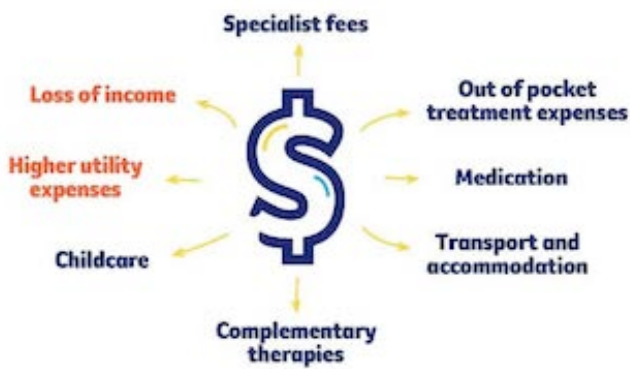 Specialist fees
Loss of income
Out of pocket
treatment expenses
Higher utility
expenses
Medication
Childcare
Transport and
accommodation
Complementary
therapies